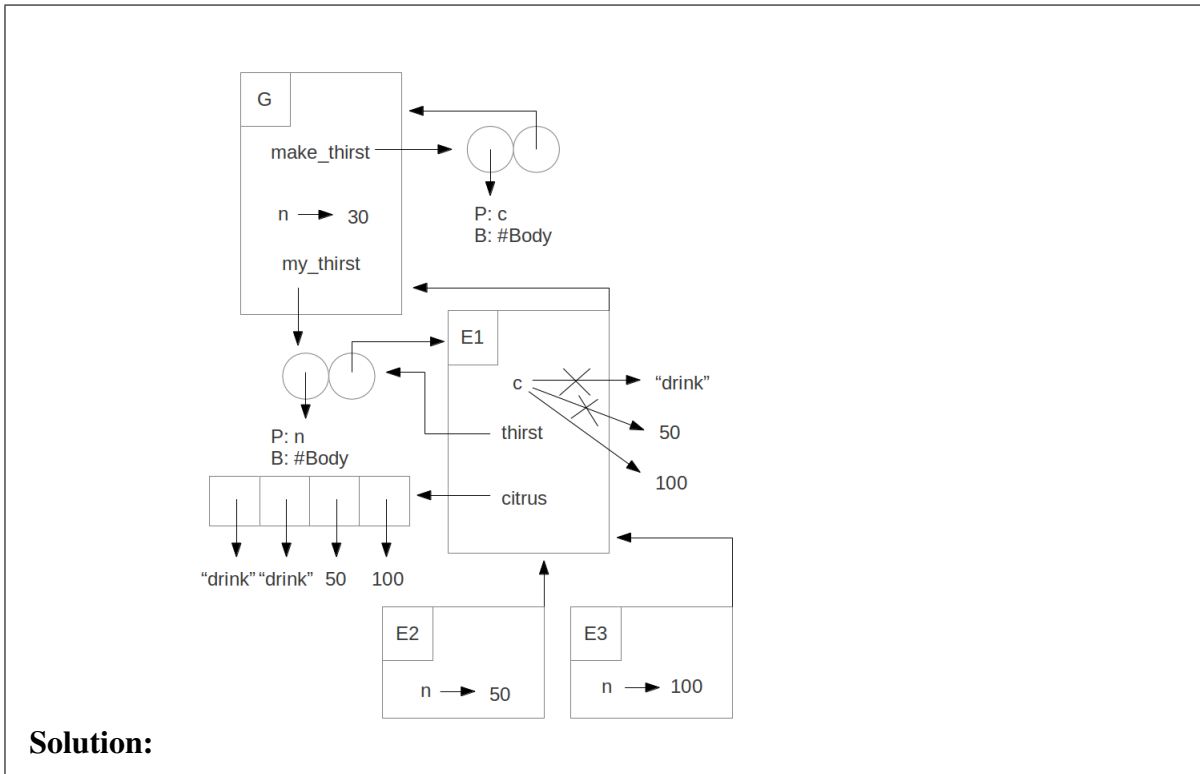 G
make_thirst
n 30
P: c
B: #Body
my_thirst
E1
c “drink”
thirst 50
P: n
B: #Body
100
citrus
“drink” “drink” 50 100
E2 E3
n 50 n 100
Solution: